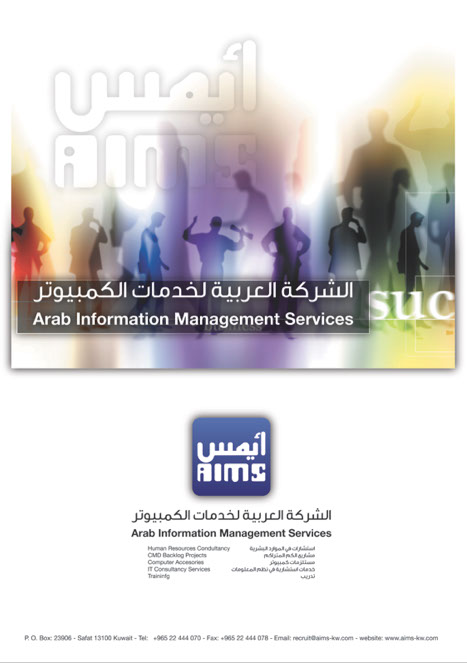 أيمس
AIMS
الشركة العربية لخدمات الكمبيوتر
Arab Information Management Services
suc
أيمس
AIMS
الشركة العربية لخدمات الكمبيوتر
Arab Information Management Services
Human Resources Condultancy استشارات في الموارد البشرية
CMD Backlog Projects مشاريع الكم المتراكم
Computer Accesories مستلزمات كمبيوتر
IT Consultancy Services خدمات استشارية في نظم المعلومات
Traininfg تدريب
P. O. Box: 23906 - Safat 13100 Kuwait - Tel: +965 22 444 070 - Fax: +965 22 444 078 - Email: recruit@aims-kw.com - website: www.aims-kw.com